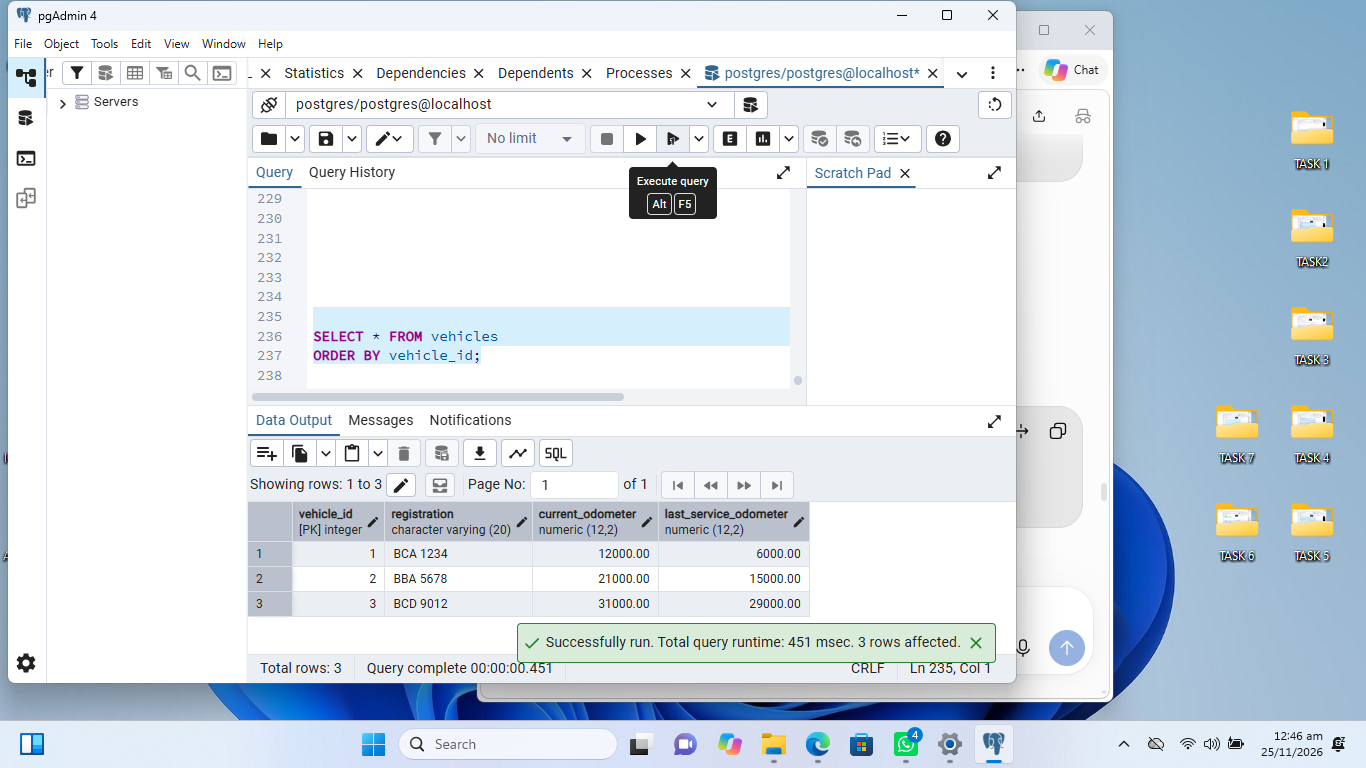 pgAdmin 4
File Object Tools Edit View Window Help
Statistics Dependencies Dependents Processes postgres/postgres@localhost*
Chat
Servers
postgres/postgres@localhost
No limit
E
Query Query History
Execute query
Alt F5
Scratch Pad
229
230
231
232
233
234
235
236 SELECT * FROM vehicles
237 ORDER BY vehicle_id;
238
Data Output Messages Notifications
SQL
Showing rows: 1 to 3 Page No: 1 of 1
vehicle_id registration current_odometer last_service_odometer
[PK] integer character varying (20) numeric (12,2) numeric (12,2)
1 1 BCA 1234 12000.00 6000.00
2 2 BBA 5678 21000.00 15000.00
3 3 BCD 9012 31000.00 29000.00
Successfully run. Total query runtime: 451 msec. 3 rows affected.
Total rows: 3 Query complete 00:00:00.451 CRLF Ln 235, Col 1
TASK 1
TASK2
TASK 3
TASK 7 TASK 4
TASK 6 TASK 5
Search
4
12:46 am
25/11/2026